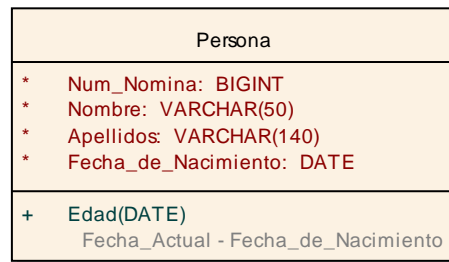 Persona
* Num_Nomina: BIGINT
* Nombre: VARCHAR(50)
* Apellidos: VARCHAR(140)
* Fecha_de_Nacimiento: DATE
+ Edad(DATE)
Fecha_Actual - Fecha_de_Nacimiento